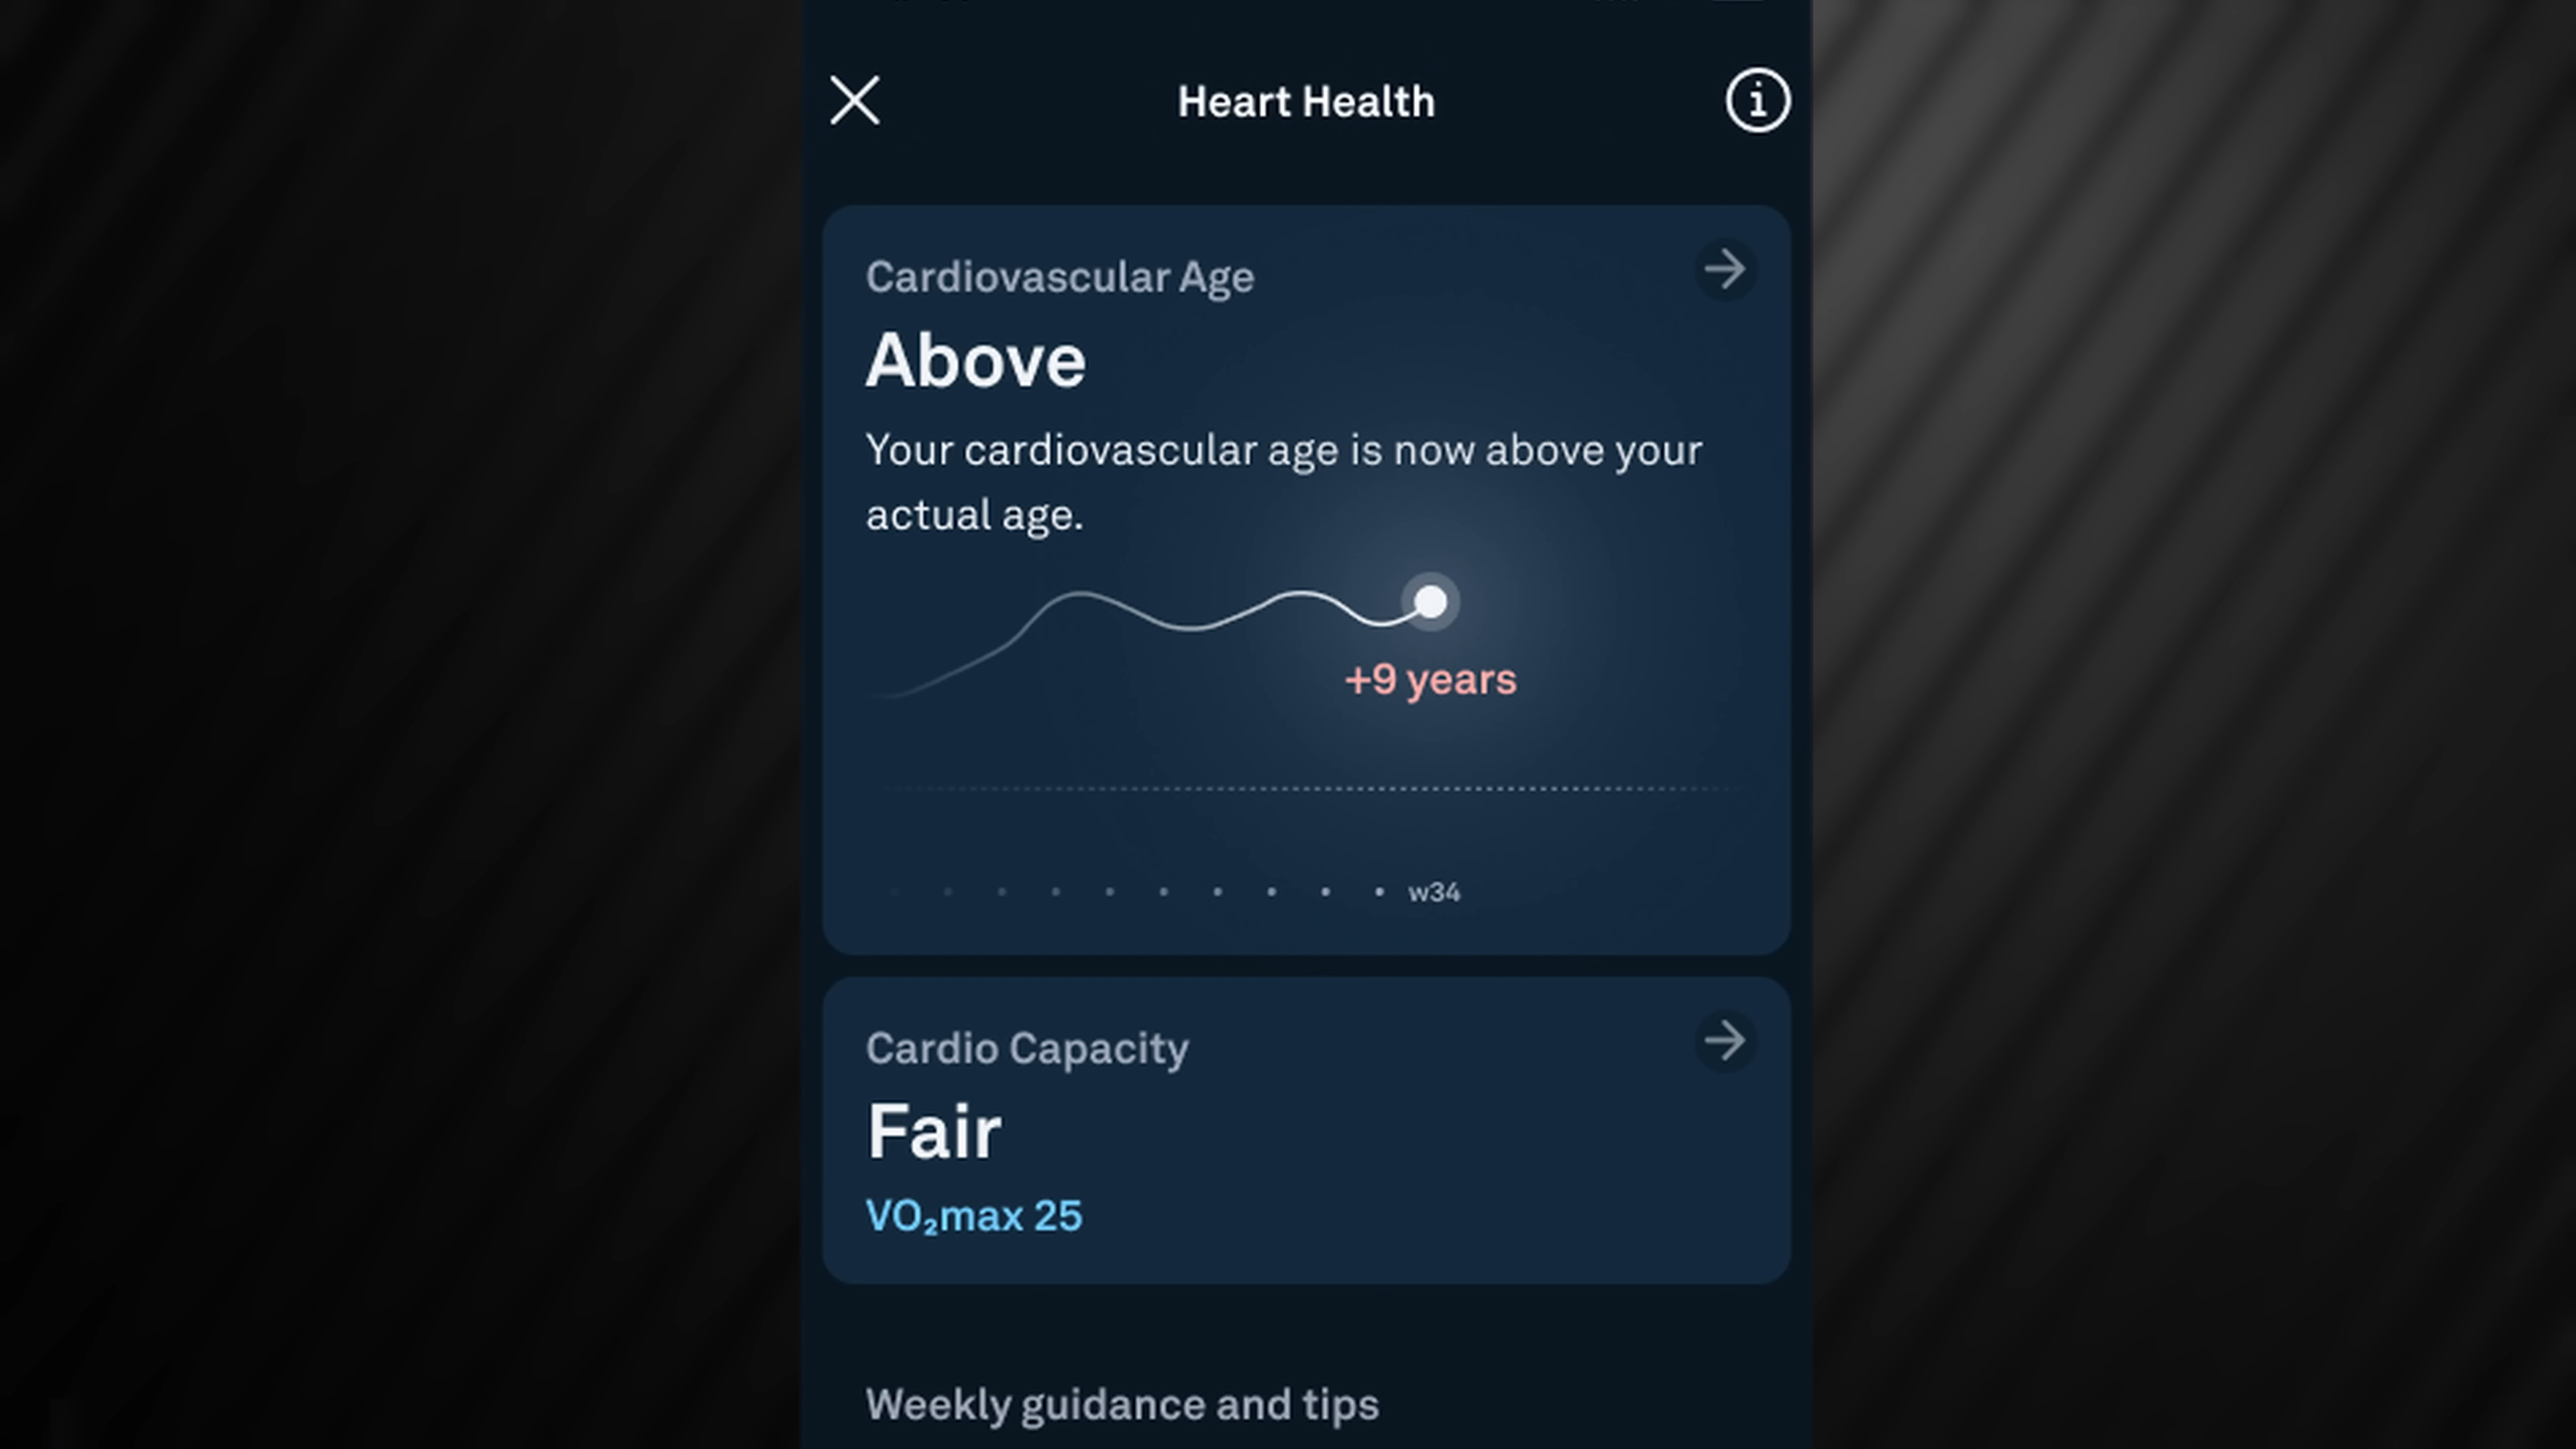 Heart Health
Cardiovascular Age
Above
Your cardiovascular age is now above your
actual age.
+9 years
w34
Cardio Capacity
Fair
VO₂max 25
Weekly guidance and tips